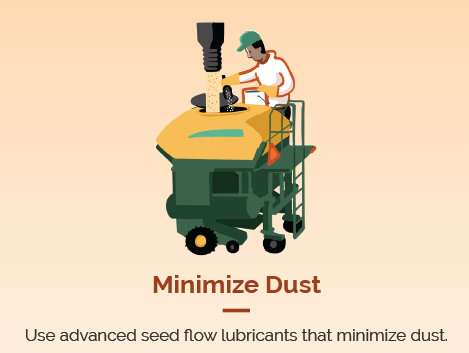 Minimize Dust
Use advanced seed flow lubricants that minimize dust.